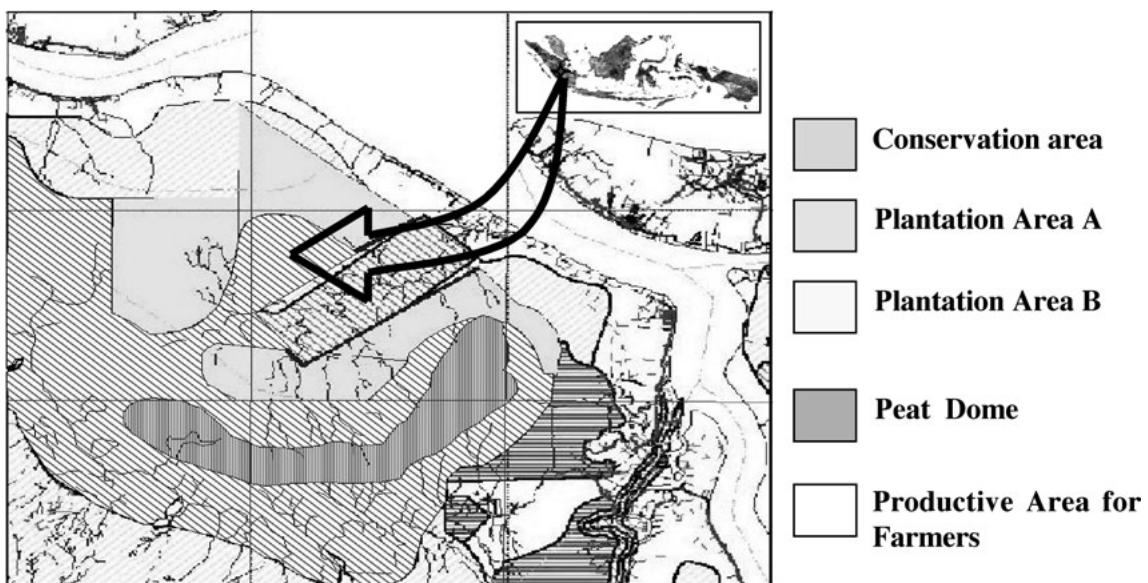 Conservation area
Plantation Area A
Plantation Area B
Peat Dome
Productive Area for
Farmers